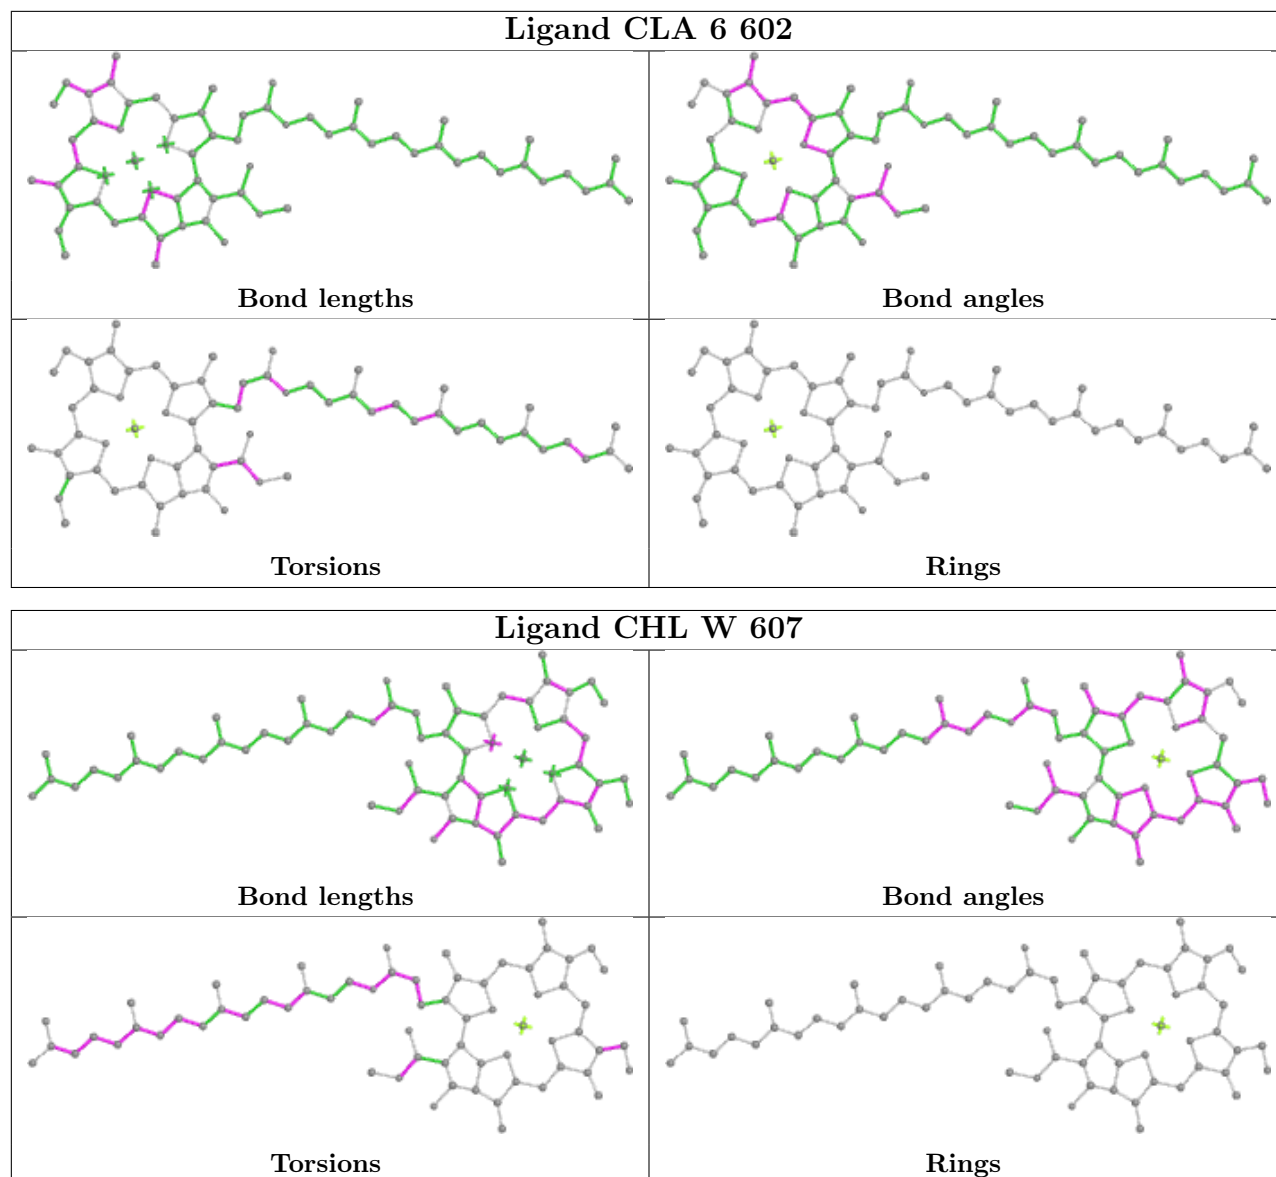 Ligand CLA 6 602
Bond lengths
Bond angles
Torsions
Rings
Ligand CHL W 607
Bond lengths
Bond angles
Torsions
Rings